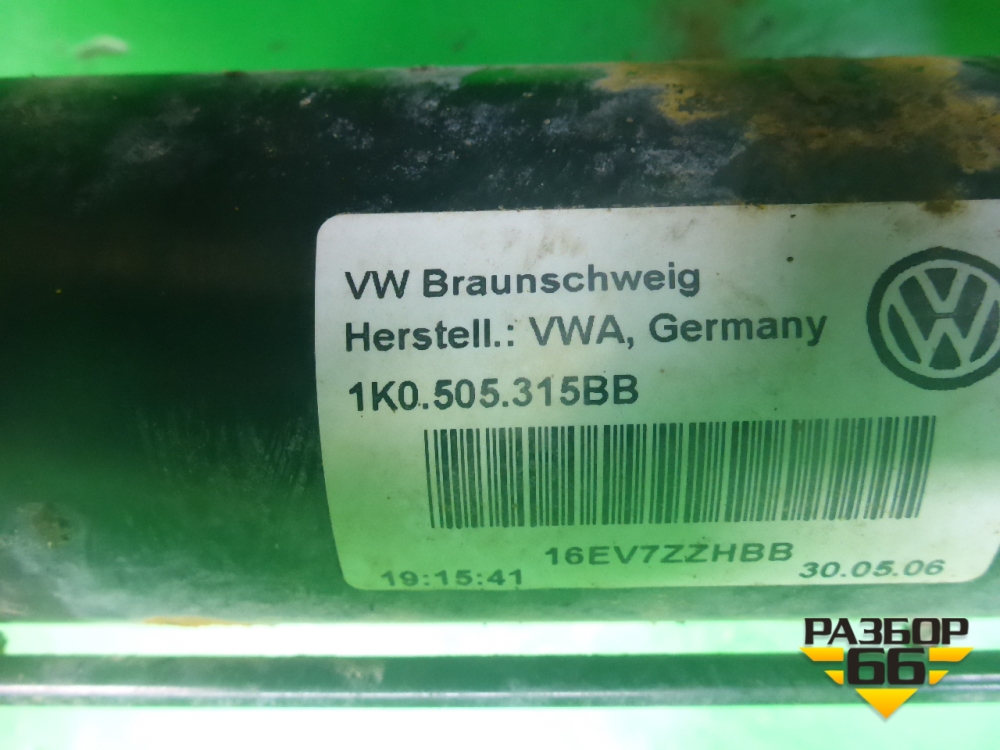 VW Braunschweig
Herstell.: VWA, Germany
1K0.505.315BB
16EV7ZZHBB
19:15:41
30.05.06
РАЗБОР
66